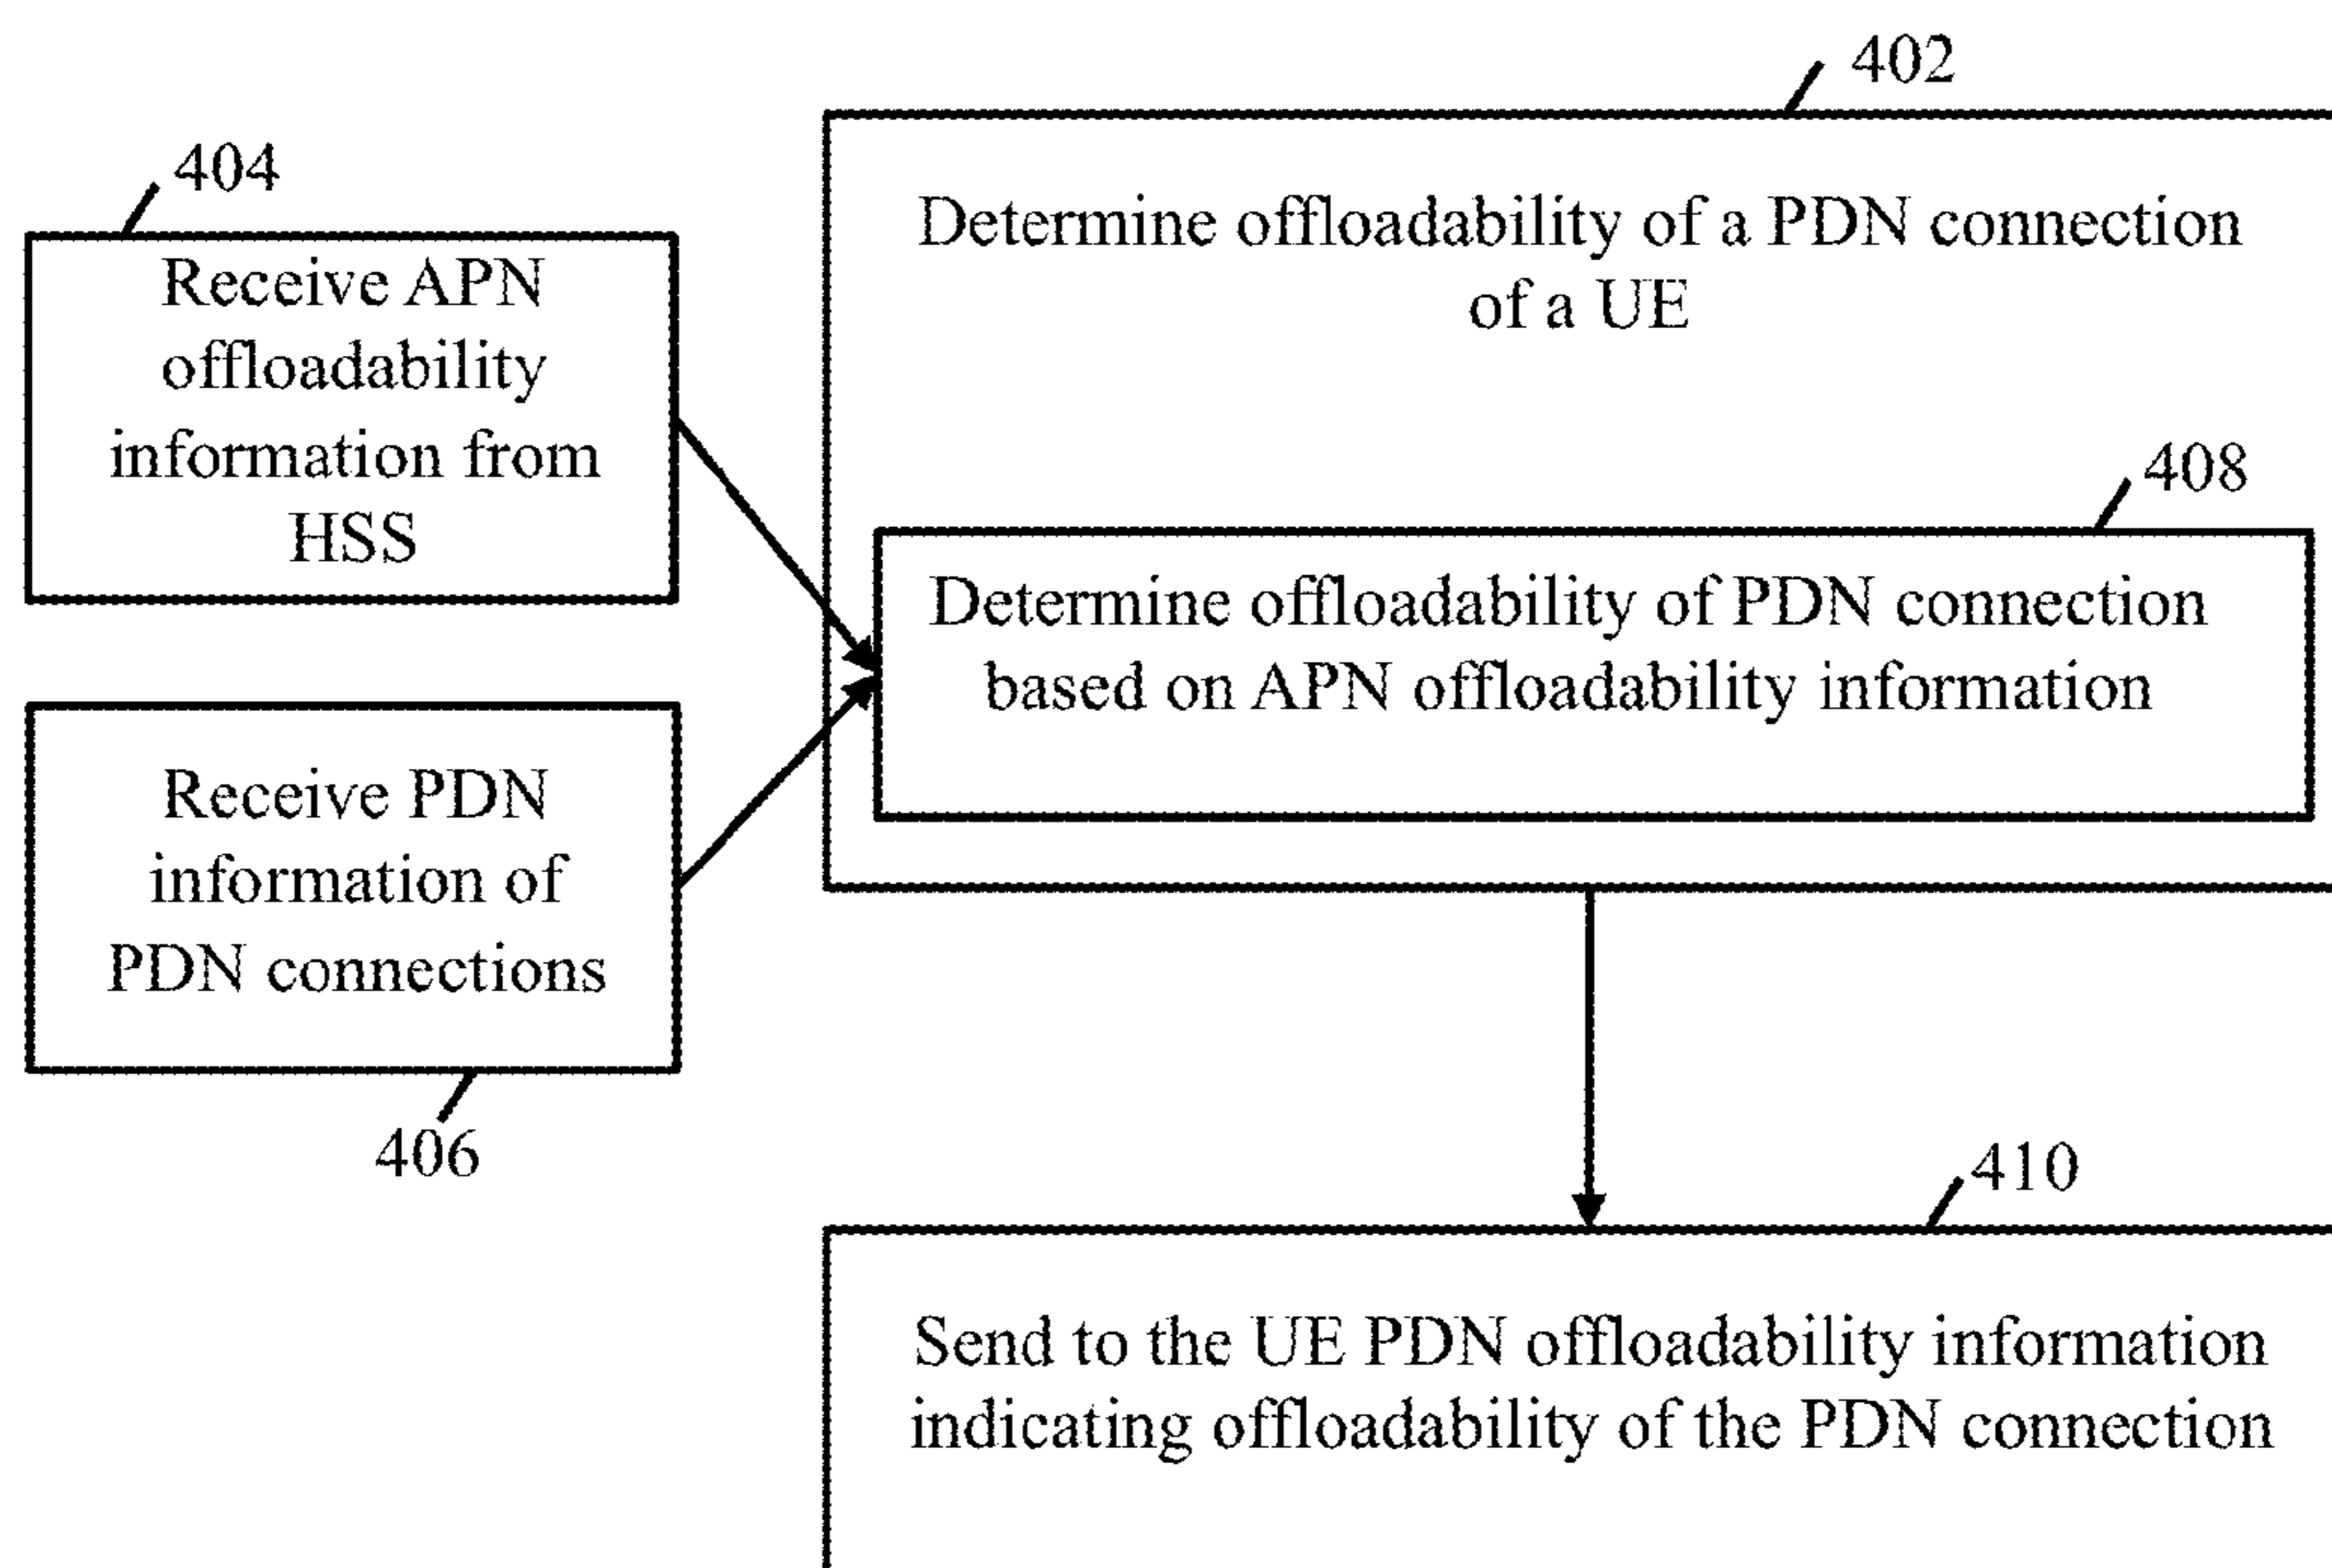 402
404
Receive APN
offloadability
information from
HSS
Determine offloadability of a PDN connection
of a UE
408
Determine offloadability of PDN connection
based on APN offloadability information
Receive PDN
information of
PDN connections
406
410
Send to the UE PDN offloadability information
indicating offloadability of the PDN connection